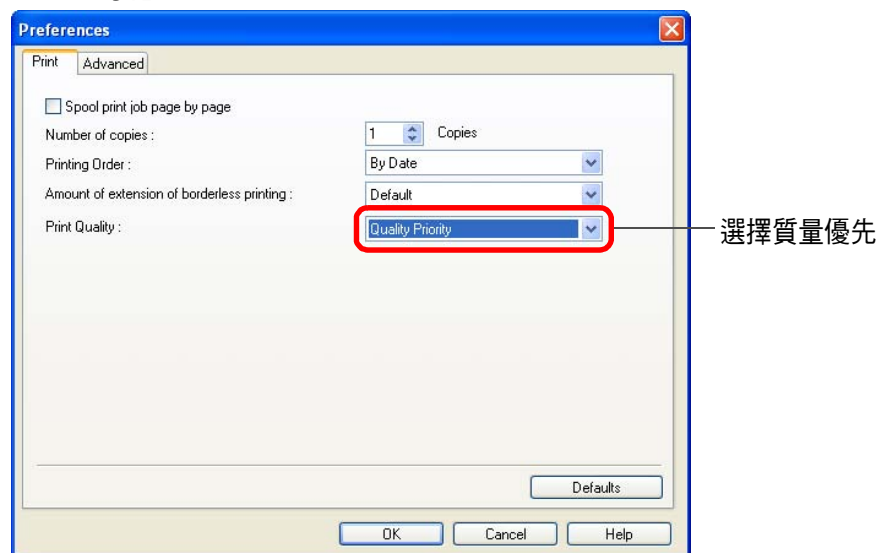 Preferences
Print Advanced
Spool print job page by page
Number of copies : 1 Copies
Printing Order : By Date
Amount of extension of borderless printing : Default
Print Quality : Quality Priority
選擇質量優先
Defaults
OK Cancel Help